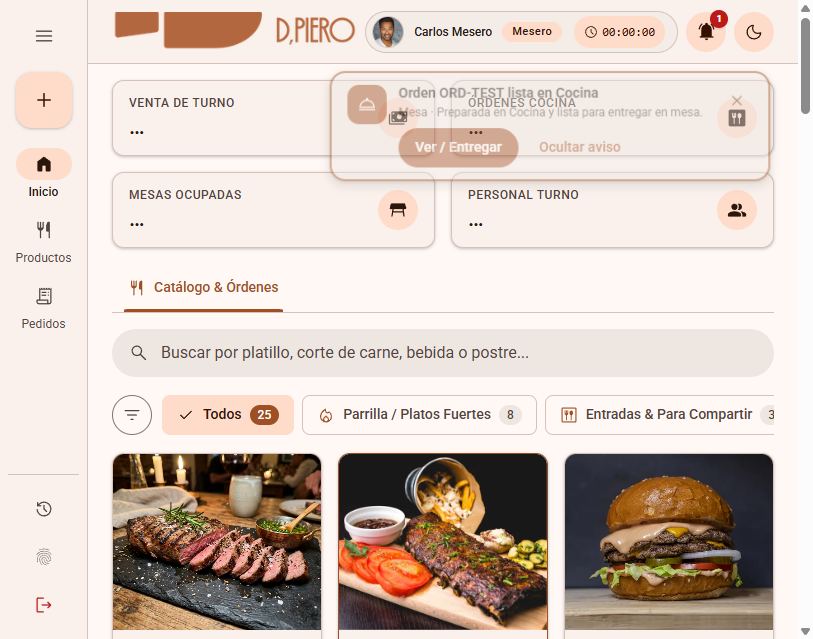 D,PIERO
Carlos Mesero
Mesero
00:00:00
1
Inicio
Productos
Pedidos
Orden ORD-TEST lista en Cocina
Mesa · Preparada en Cocina y lista para entregar en mesa.
Ver / Entregar
Ocultar aviso
VENTA DE TURNO
...
ÓRDENES COCINA
...
MESAS OCUPADAS
...
PERSONAL TURNO
...
Catálogo & Órdenes
Buscar por platillo, corte de carne, bebida o postre...
Todos 25
Parrilla / Platos Fuertes 8
Entradas & Para Compartir 3